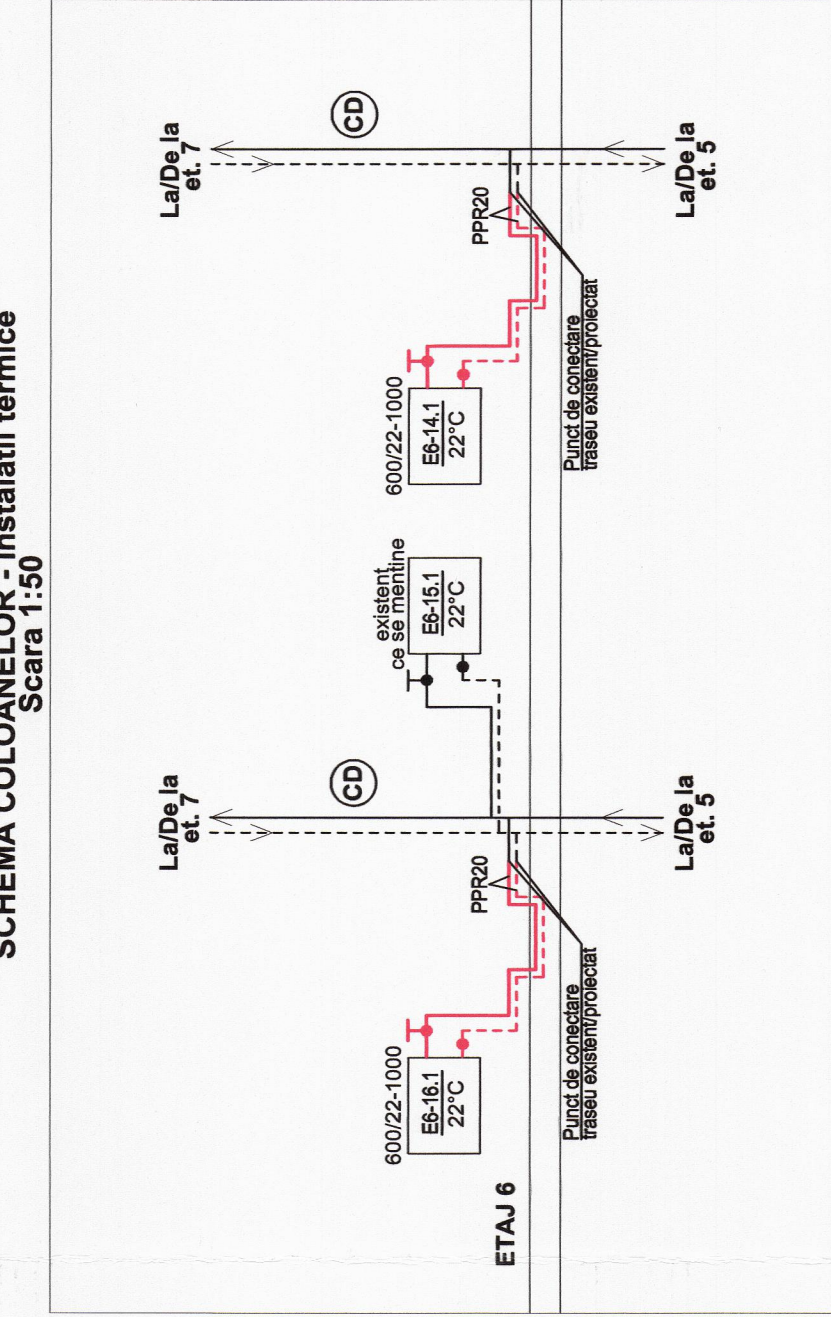 SCHEMA COLOANELOR - Instalatii termice
Scara 1:50
La/De la
et. 7
CD
La/De la
et. 7
CD
600/22-1000
E6-16.1
22°C
PPR20
existent
ce se mentine
E6-15.1
22°C
600/22-1000
E6-14.1
22°C
PPR20
ETAJ 6
Punct de conectare
traseu existent/proiectat
La/De la
et. 5
Punct de conectare
traseu existent/proiectat
La/De la
et. 5